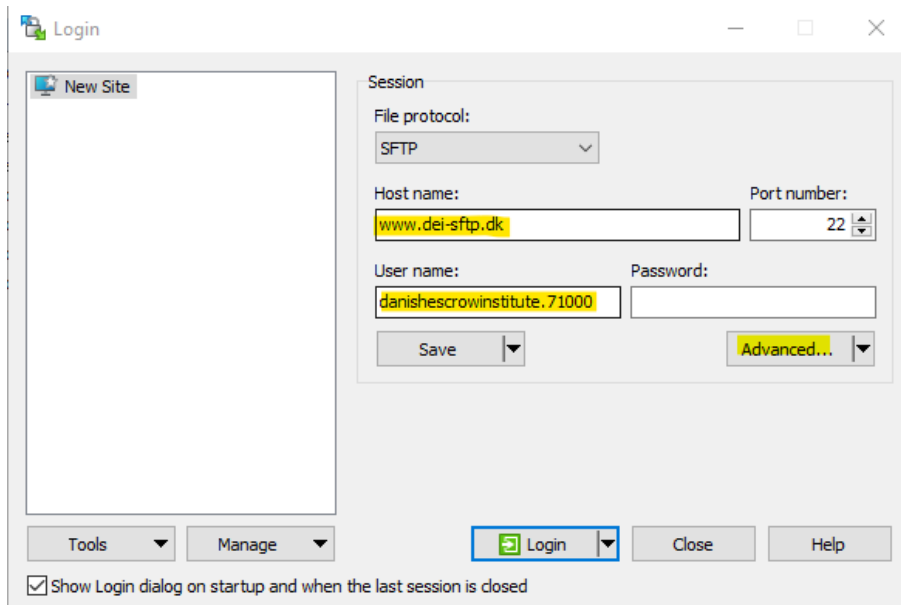 Login
New Site
Session
File protocol:
SFTP
Host name: Port number:
www.dei-sftp.dk 22
User name: Password:
danishescrowinstitute.71000
Save Advanced...
Tools Manage Login Close Help
Show Login dialog on startup and when the last session is closed